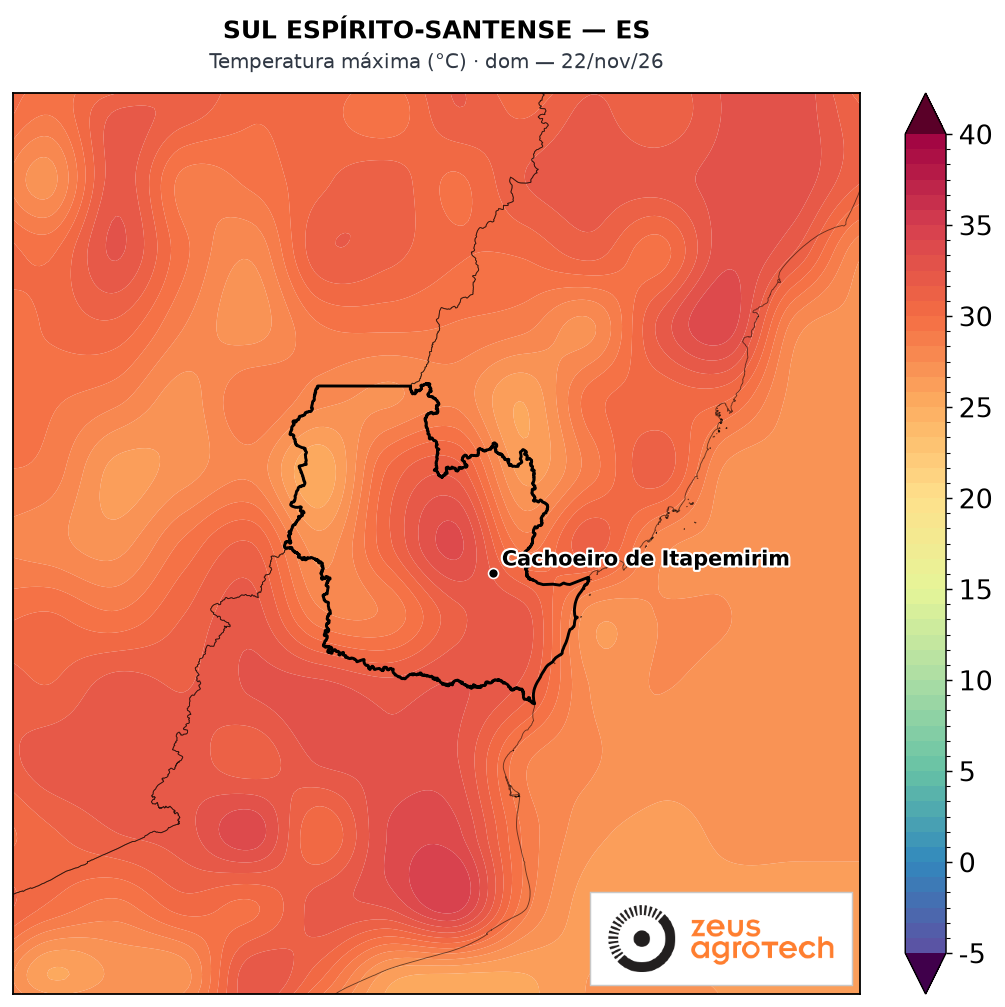 SUL ESPÍRITO-SANTENSE — ES
Temperatura máxima (°C) · dom — 22/nov/26
40
35
30
25
20
15
10
5
0
-5
Cachoeiro de Itapemirim
zeus
agrotech